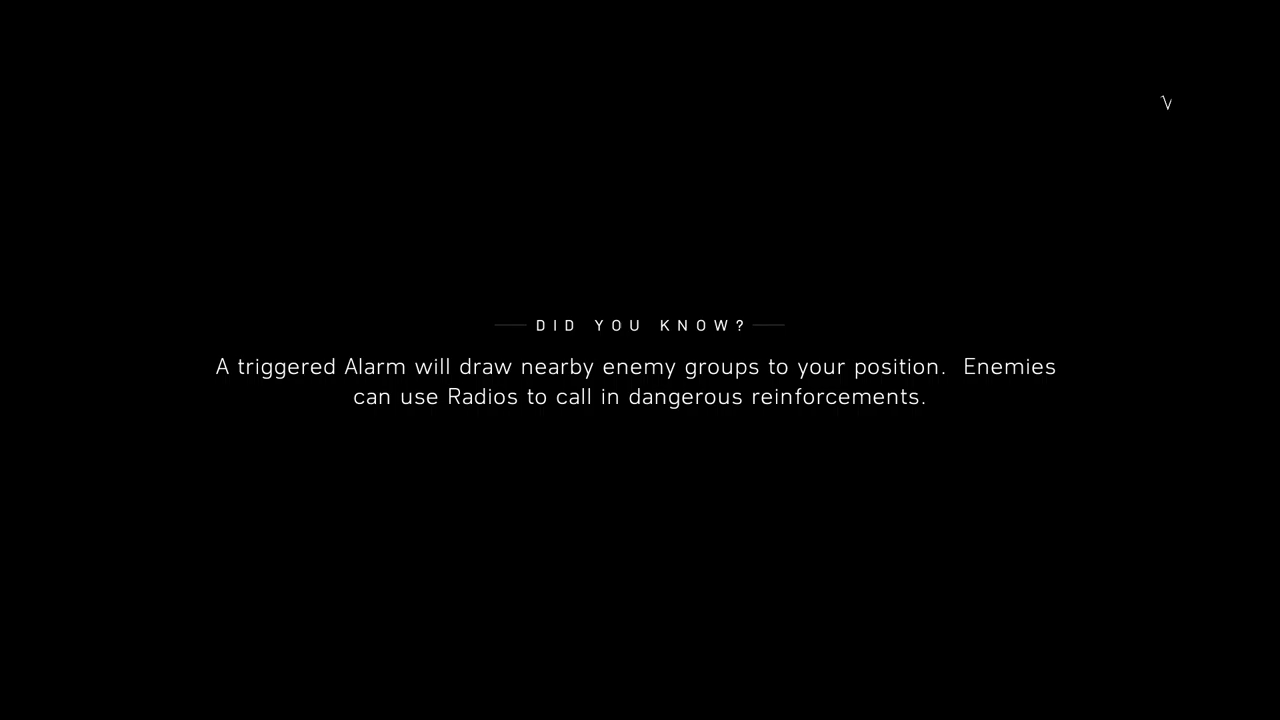 DID YOU KNOW?
A triggered Alarm will draw nearby enemy groups to your position.  Enemies
can use Radios to call in dangerous reinforcements.